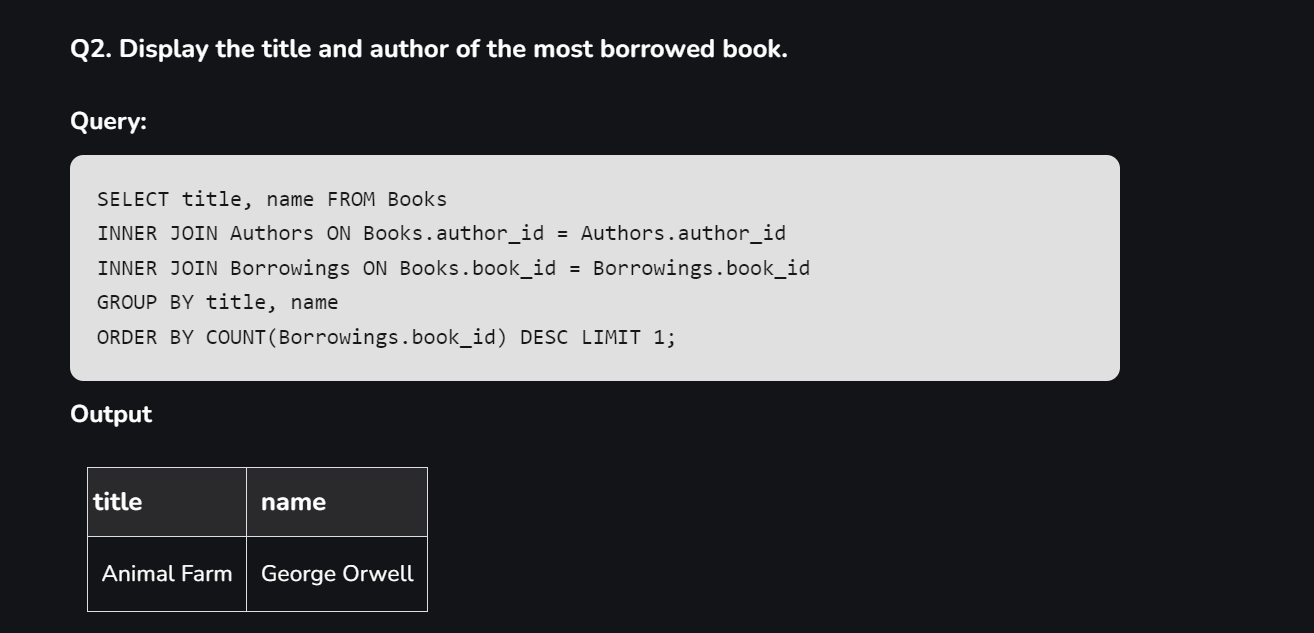 Q2. Display the title and author of the most borrowed book.
Query:
SELECT title, name FROM Books
INNER JOIN Authors ON Books.author_id = Authors.author_id
INNER JOIN Borrowings ON Books.book_id = Borrowings.book_id
GROUP BY title, name
ORDER BY COUNT(Borrowings.book_id) DESC LIMIT 1;
Output
title name
Animal Farm George Orwell